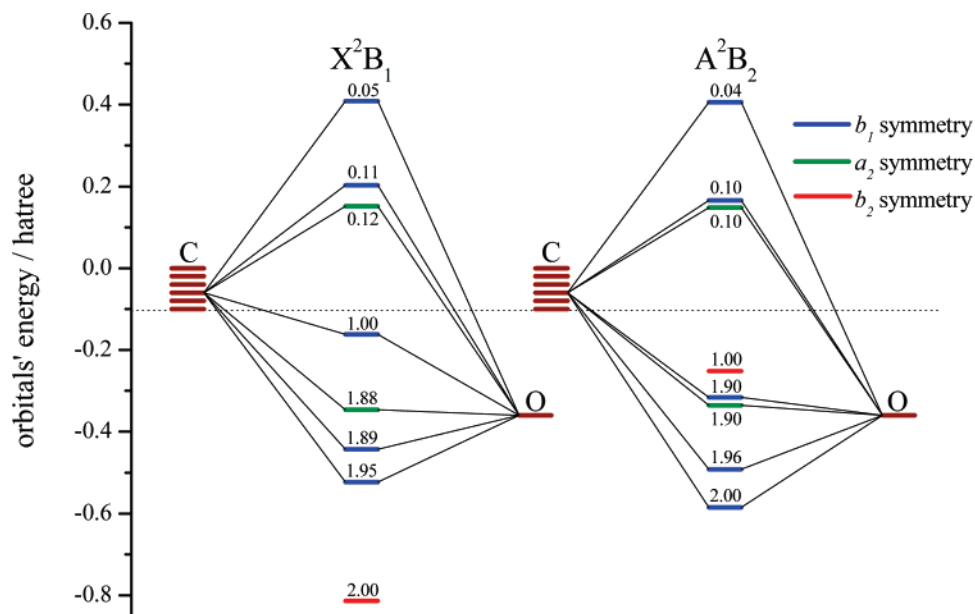 orbitals' energy / hatree
0.6
0.4
0.2
0.0
-0.2
-0.4
-0.6
-0.8
X²B₁
0.05
0.11
0.12
C
1.00
1.88
O
1.89
1.95
2.00
A²B₂
0.04
0.10
0.10
C
1.00
1.90
O
1.90
1.96
2.00
b₁ symmetry
a₂ symmetry
b₂ symmetry